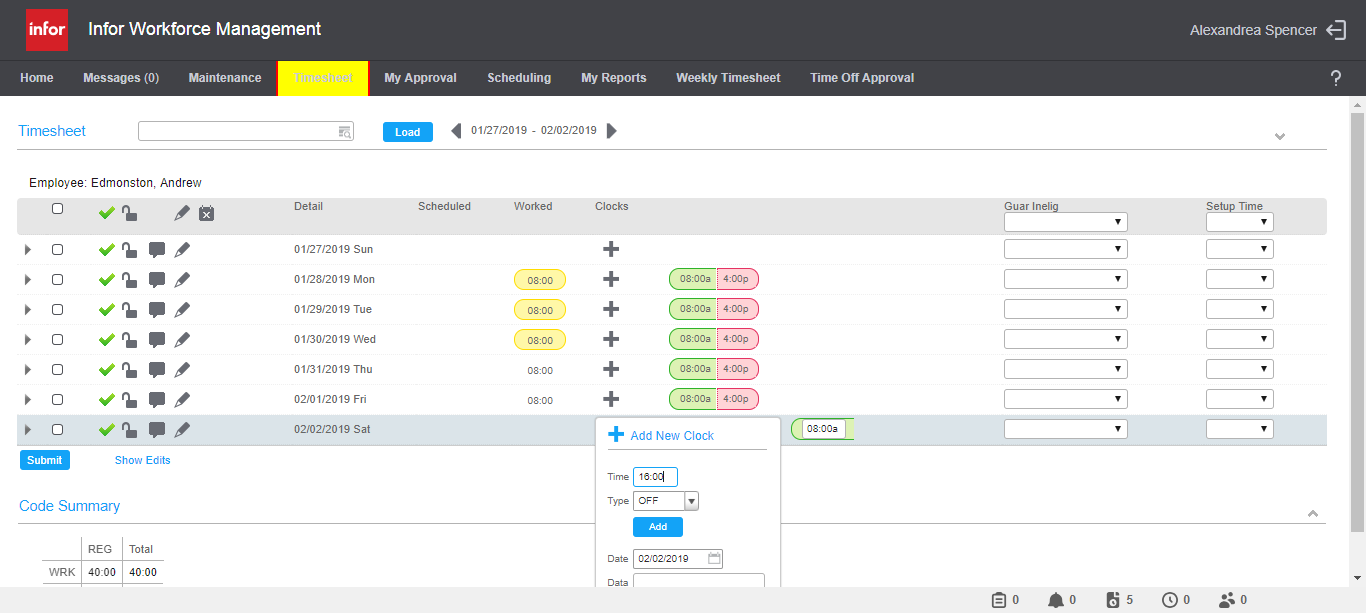 infor Infor Workforce Management Alexandrea Spencer
Home Messages (0) Maintenance Timesheet My Approval Scheduling My Reports Weekly Timesheet Time Off Approval ?
Timesheet Load 01/27/2019 - 02/02/2019
Employee: Edmonston, Andrew
Detail Scheduled Worked Clocks Guar Inelig Setup Time
01/27/2019 Sun
01/28/2019 Mon 08:00 08:00a 4:00p
01/29/2019 Tue 08:00 08:00a 4:00p
01/30/2019 Wed 08:00 08:00a 4:00p
01/31/2019 Thu 08:00 08:00a 4:00p
02/01/2019 Fri 08:00 08:00a 4:00p
02/02/2019 Sat 08:00a
Add New Clock
Time 16:00
Type OFF
Add
Date 02/02/2019
Data
Submit Show Edits
Code Summary
REG Total
WRK 40:00 40:00
0 0 5 0 0